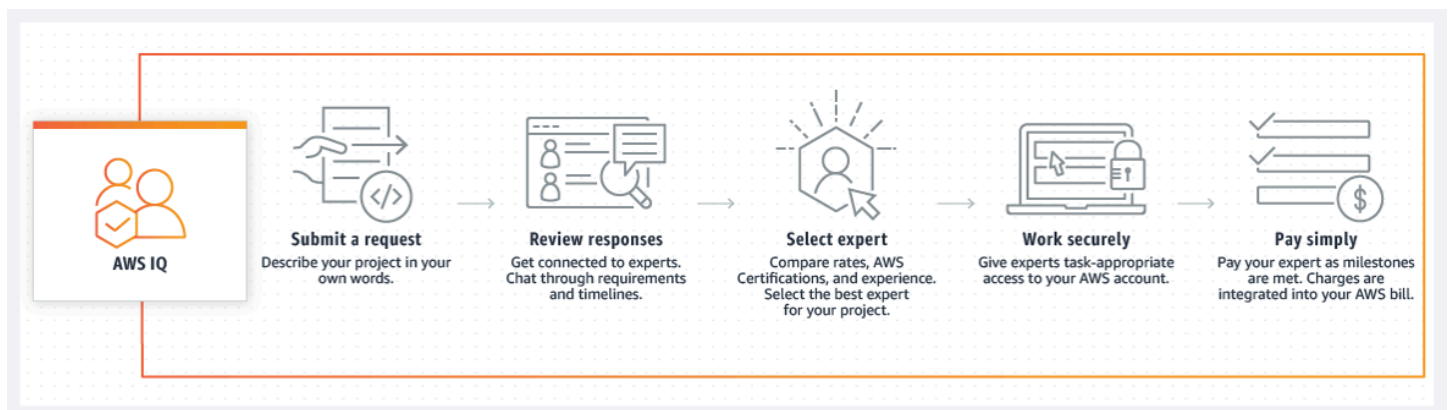 AWS IQ
Submit a request
Describe your project in your
own words.
Review responses
Get connected to experts.
Chat through requirements
and timelines.
Select expert
Compare rates, AWS
Certifications, and experience.
Select the best expert
for your project.
Work securely
Give experts task-appropriate
access to your AWS account.
Pay simply
Pay your expert as milestones
are met. Charges are
integrated into your AWS bill.